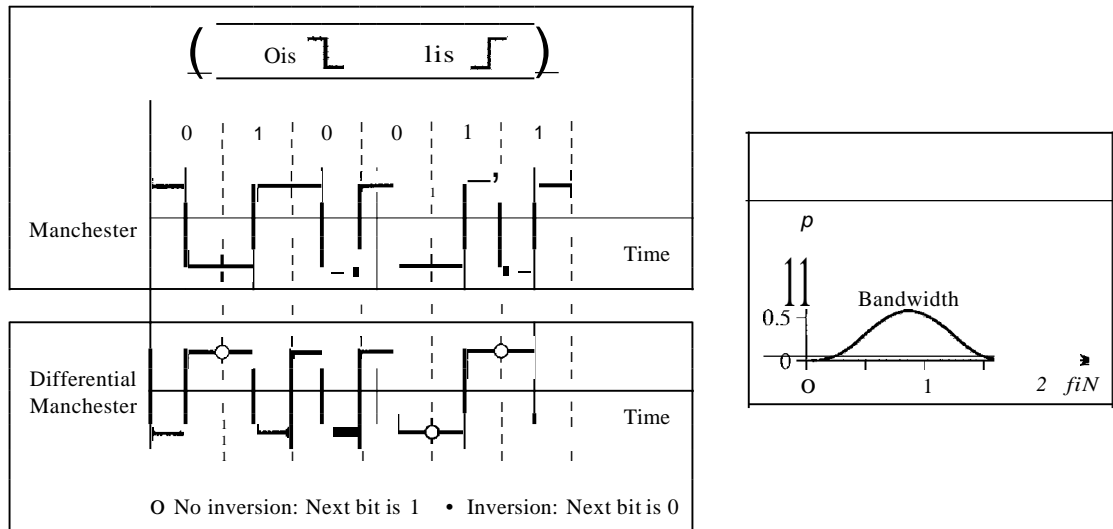 ( Ois lis )
0 1 0 0 1 1
Manchester
Time
Differential
Manchester
Time
O No inversion: Next bit is 1 • Inversion: Next bit is 0
p
Bandwidth
0.5
0
O 1 2 fiN